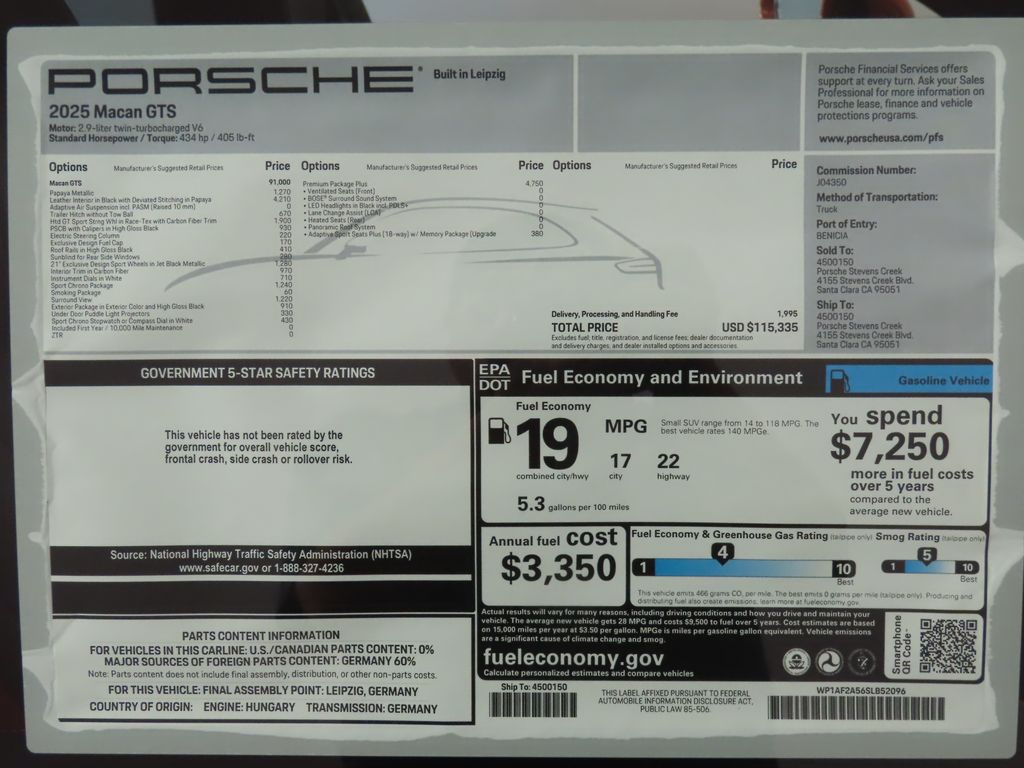 PORSCHE® Built in Leipzig
2025 Macan GTS
Motor: 2.9-liter twin-turbocharged V6
Standard Horsepower / Torque: 434 hp / 405 lb-ft
Porsche Financial Services offers
support at every turn. Ask your Sales
Professional for more information on
Porsche lease, finance and vehicle
protections programs.
www.porscheusa.com/pfs
Options Manufacturer's Suggested Retail Prices Price
Macan GTS 91,000
Papaya Metallic 1,270
Leather Interior in Black with Deviated Stitching in Papaya 4,210
Adaptive Air Suspension incl. PASM (Raised 10 mm) 0
Trailer Hitch without Tow Ball 670
Htd GT Sport Strng Whl in Race-Tex with Carbon Fiber Trim 1,900
PSCB with Calipers in High Gloss Black 930
Electric Steering Column 220
Exclusive Design Fuel Cap 170
Roof Rails in High Gloss Black 410
Sunblind for Rear Side Windows 280
21" Exclusive Design Sport Wheels in Jet Black Metallic 1,280
Interior Trim in Carbon Fiber 970
Instrument Dials in White 710
Sport Chrono Package 1,240
Smoking Package 60
Surround View 1,220
Exterior Package in Exterior Color and High Gloss Black 910
Under Door Puddle Light Projectors 330
Sport Chrono Stopwatch or Compass Dial in White 430
Included First Year / 10,000 Mile Maintenance 0
ZTR 0
Options Manufacturer's Suggested Retail Prices Price
Premium Package Plus 4,750
• Ventilated Seats (Front) 0
• BOSE® Surround Sound System 0
• LED Headlights in Black incl. PDLS+ 0
• Lane Change Assist (LCA) 0
• Heated Seats (Rear) 0
• Panoramic Roof System 0
• Adaptive Sport Seats Plus (18-way) w/ Memory Package (Upgrade 380
Options Manufacturer's Suggested Retail Prices Price
Delivery, Processing, and Handling Fee 1,995
TOTAL PRICE USD $115,335
Excludes fuel, title, registration, and license fees; dealer documentation
and delivery charges; and dealer installed options and accessories.
Commission Number:
J04350
Method of Transportation:
Truck
Port of Entry:
BENICIA
Sold To:
4500150
Porsche Stevens Creek
4155 Stevens Creek Blvd.
Santa Clara CA 95051
Ship To:
4500150
Porsche Stevens Creek
4155 Stevens Creek Blvd.
Santa Clara CA 95051
GOVERNMENT 5-STAR SAFETY RATINGS
This vehicle has not been rated by the
government for overall vehicle score,
frontal crash, side crash or rollover risk.
Source: National Highway Traffic Safety Administration (NHTSA)
www.safecar.gov or 1-888-327-4236
PARTS CONTENT INFORMATION
FOR VEHICLES IN THIS CARLINE: U.S./CANADIAN PARTS CONTENT: 0%
MAJOR SOURCES OF FOREIGN PARTS CONTENT: GERMANY 60%
Note: Parts content does not include final assembly, distribution, or other non-parts costs.
FOR THIS VEHICLE: FINAL ASSEMBLY POINT: LEIPZIG, GERMANY
COUNTRY OF ORIGIN: ENGINE: HUNGARY TRANSMISSION: GERMANY
EPA
DOT
Fuel Economy and Environment
Gasoline Vehicle
Fuel Economy
19 MPG
combined city/hwy
17
city
22
highway
5.3 gallons per 100 miles
Small SUV range from 14 to 118 MPG. The
best vehicle rates 140 MPGe.
You spend
$7,250
more in fuel costs
over 5 years
compared to the
average new vehicle.
Annual fuel cost
$3,350
Fuel Economy & Greenhouse Gas Rating (tailpipe only)
4
1 10
Best
Smog Rating (tailpipe only)
5
1 10
Best
This vehicle emits 466 grams CO₂ per mile. The best emits 0 grams per mile (tailpipe only). Producing and
distributing fuel also create emissions, learn more at fueleconomy.gov.
Actual results will vary for many reasons, including driving conditions and how you drive and maintain your
vehicle. The average new vehicle gets 28 MPG and costs $9,500 to fuel over 5 years. Cost estimates are based
on 15,000 miles per year at $3.50 per gallon. MPGe is miles per gasoline gallon equivalent. Vehicle emissions
are a significant cause of climate change and smog.
fueleconomy.gov
Calculate personalized estimates and compare vehicles
Smartphone
QR Code™
Ship To: 4500150
THIS LABEL AFFIXED PURSUANT TO FEDERAL
AUTOMOBILE INFORMATION DISCLOSURE ACT,
PUBLIC LAW 85-506.
WP1AF2A56SLB52096